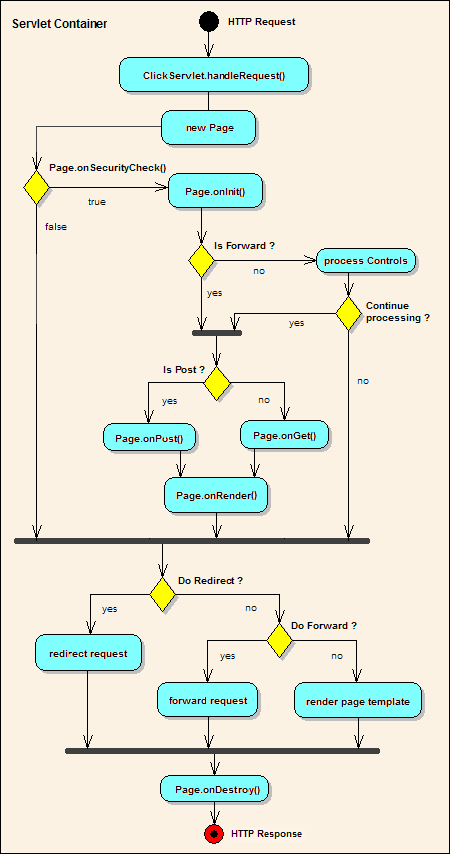 Servlet Container
HTTP Request
ClickServlet.handleRequest()
new Page
Page.onSecurityCheck()
Page.onInit()
true
false
Is Forward ?
process Controls
no
yes
Continue
processing ?
yes
Is Post ?
no
yes
no
Page.onPost()
Page.onGet()
Page.onRender()
Do Redirect ?
yes
no
Do Forward ?
redirect request
yes
no
forward request
render page template
Page.onDestroy()
HTTP Response